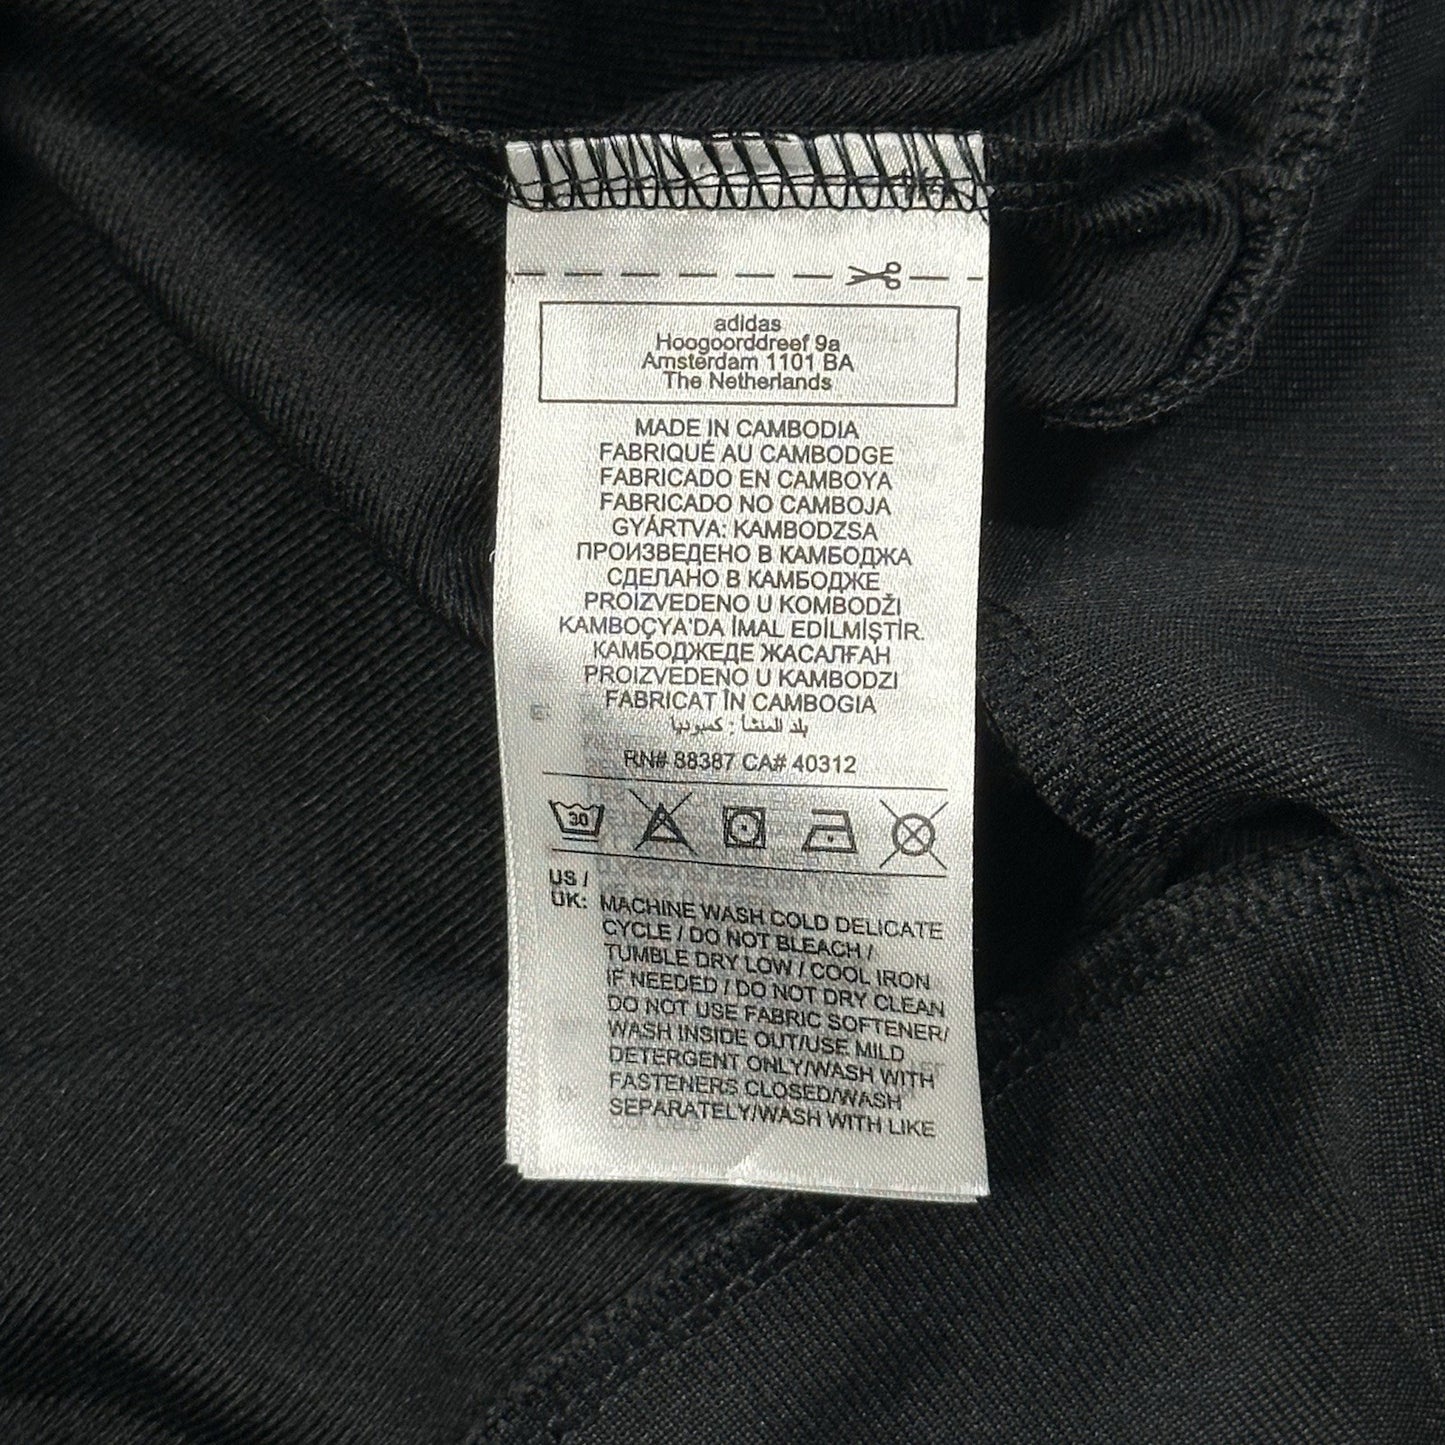 adidas
Hoogoorddreef 9a
Amsterdam 1101 BA
The Netherlands
MADE IN CAMBODIA
FABRIQUÉ AU CAMBODGE
FABRICADO EN CAMBOYA
FABRICADO NO CAMBOJA
GYÁRTVA: KAMBODZSA
ПРОИЗВЕДЕНО В КАМБОДЖА
СДЕЛАНО В КАМБОДЖЕ
PROIZVEDENO U KOMBODŽI
KAMBOÇYA'DA İMAL EDİLMİŞTİR.
КАМБОДЖЕДЕ ЖАСАЛҒАН
PROIZVEDENO U KAMBODZI
FABRICAT ÎN CAMBOGIA
بلد المنشأ: كمبوديا
RN# 88387 CA# 40312
30
US /
UK: MACHINE WASH COLD DELICATE
CYCLE / DO NOT BLEACH /
TUMBLE DRY LOW / COOL IRON
IF NEEDED / DO NOT DRY CLEAN
DO NOT USE FABRIC SOFTENER/
WASH INSIDE OUT/USE MILD
DETERGENT ONLY/WASH WITH
FASTENERS CLOSED/WASH
SEPARATELY/WASH WITH LIKE